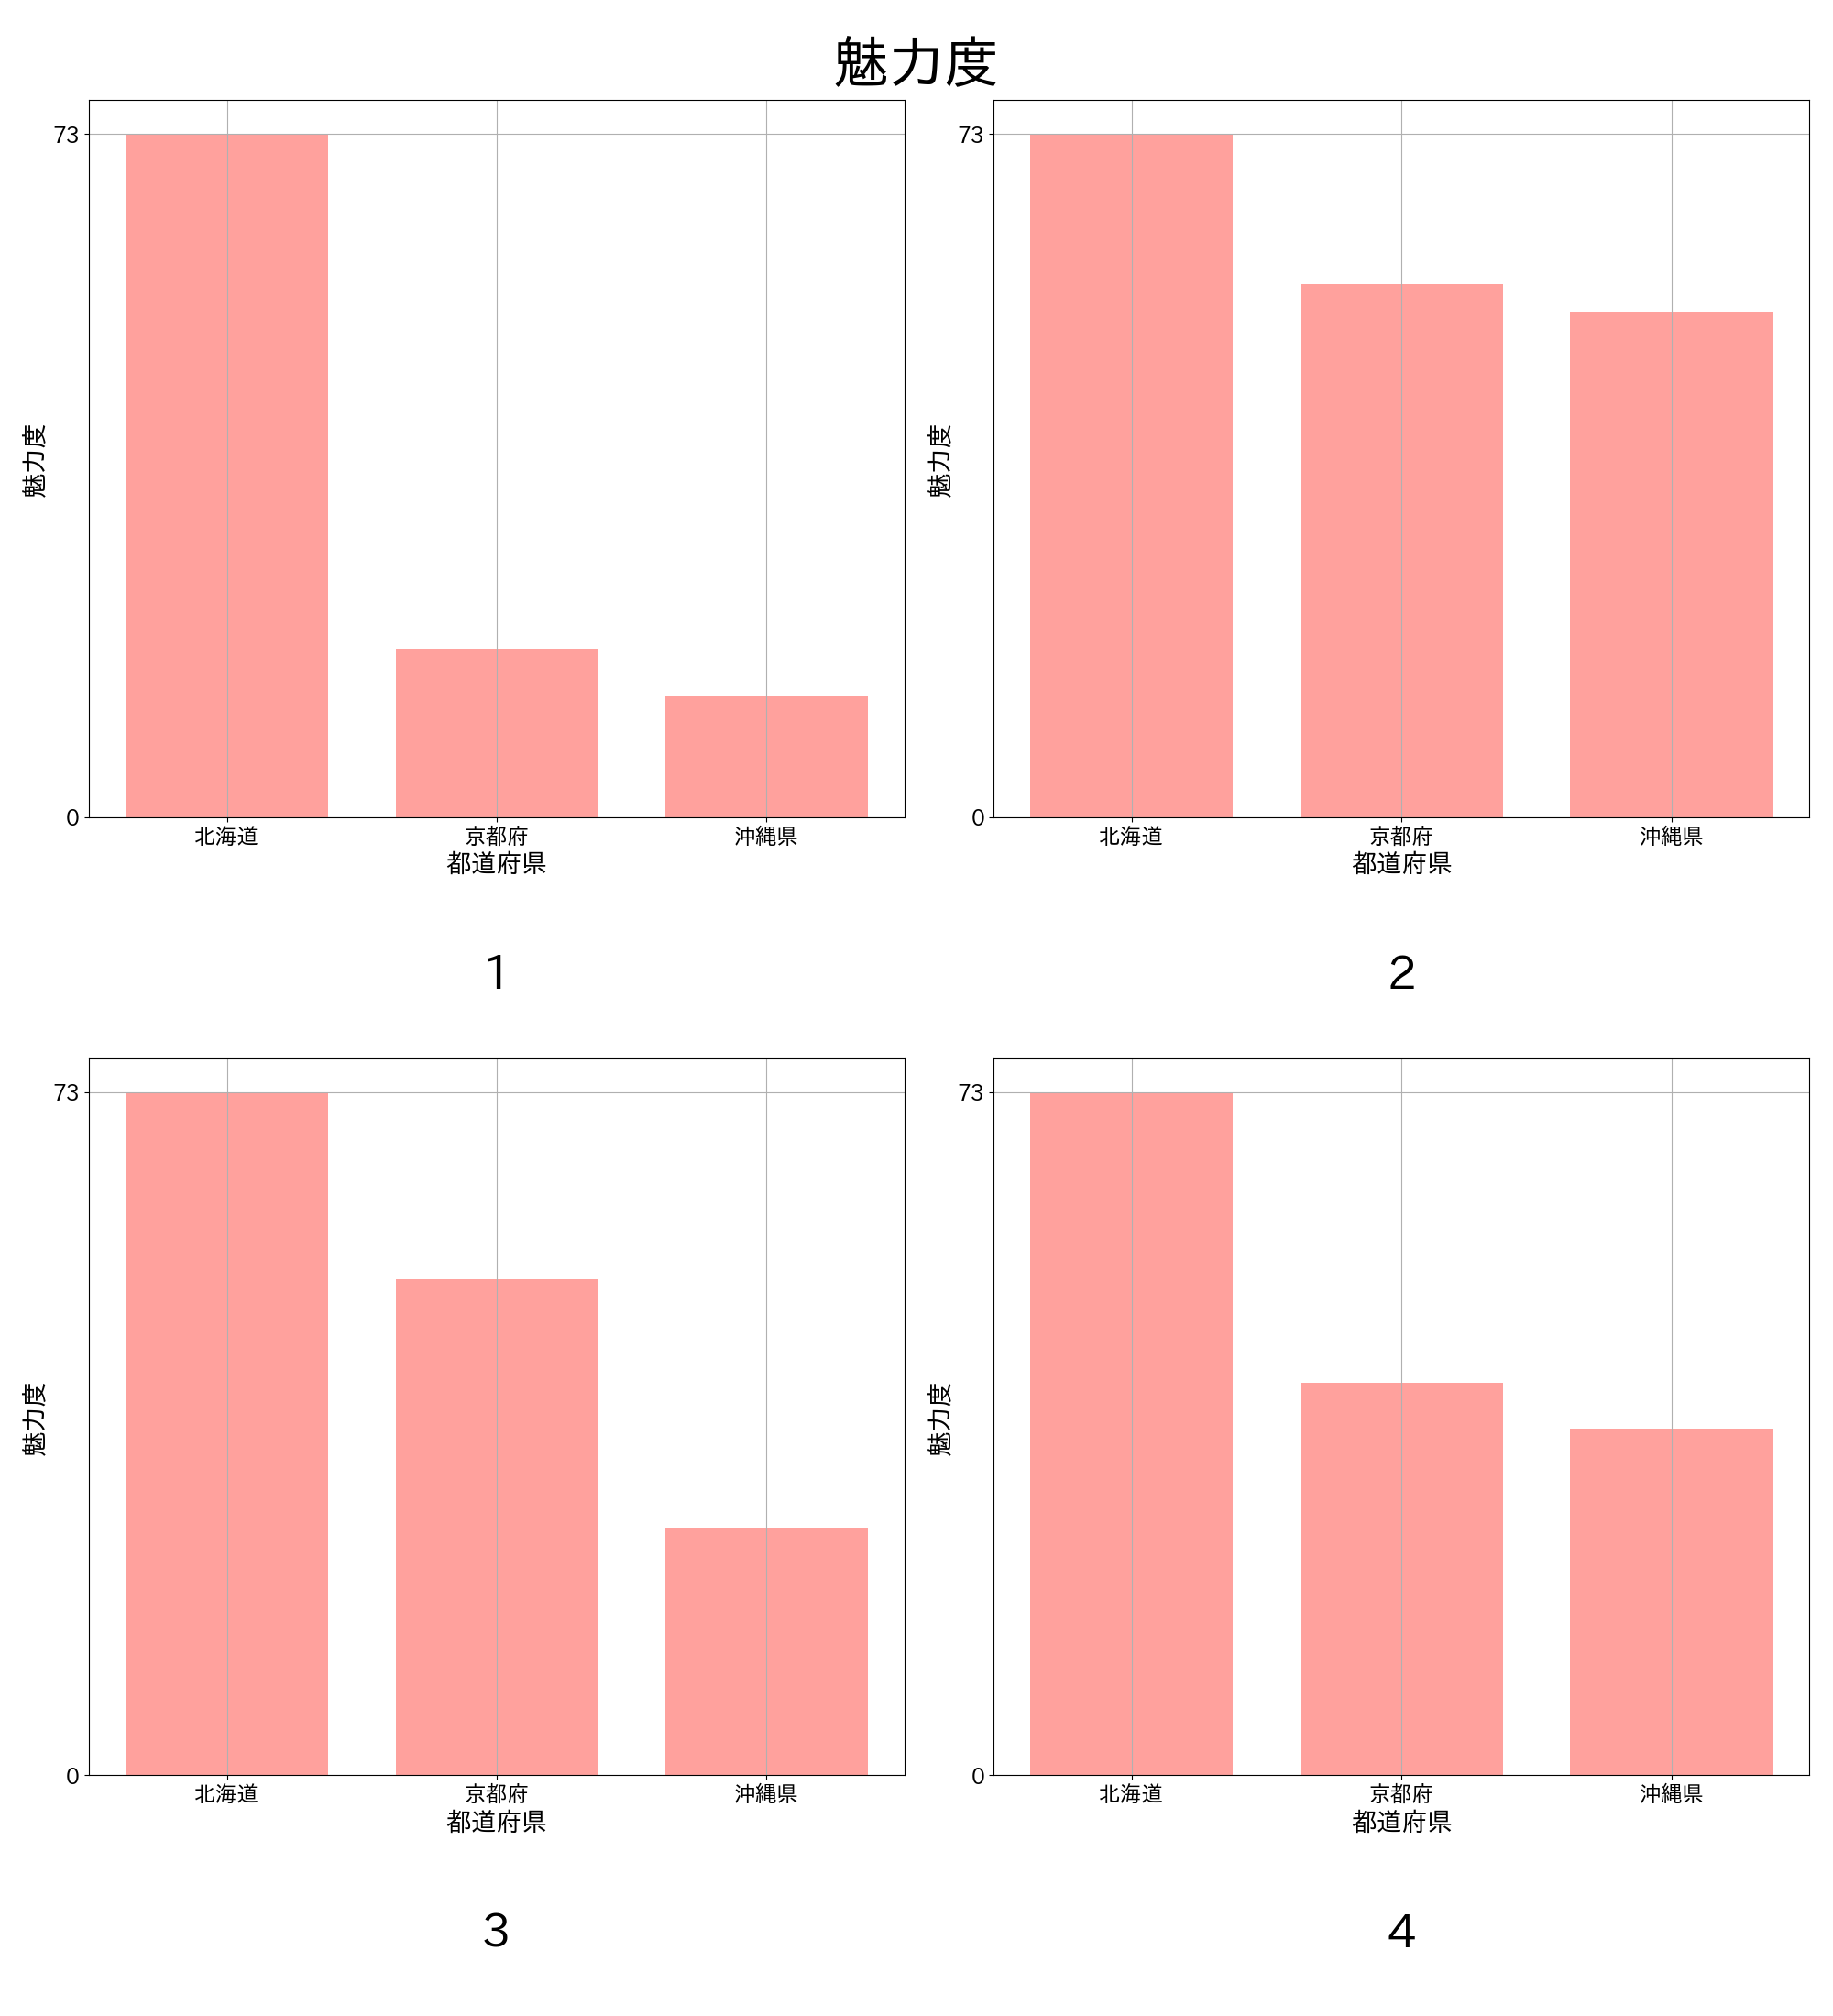 魅力度
73
0
魅力度
北海道 京都府 沖縄県
都道府県
1
73
0
魅力度
北海道 京都府 沖縄県
都道府県
2
73
0
魅力度
北海道 京都府 沖縄県
都道府県
3
73
0
魅力度
北海道 京都府 沖縄県
都道府県
4